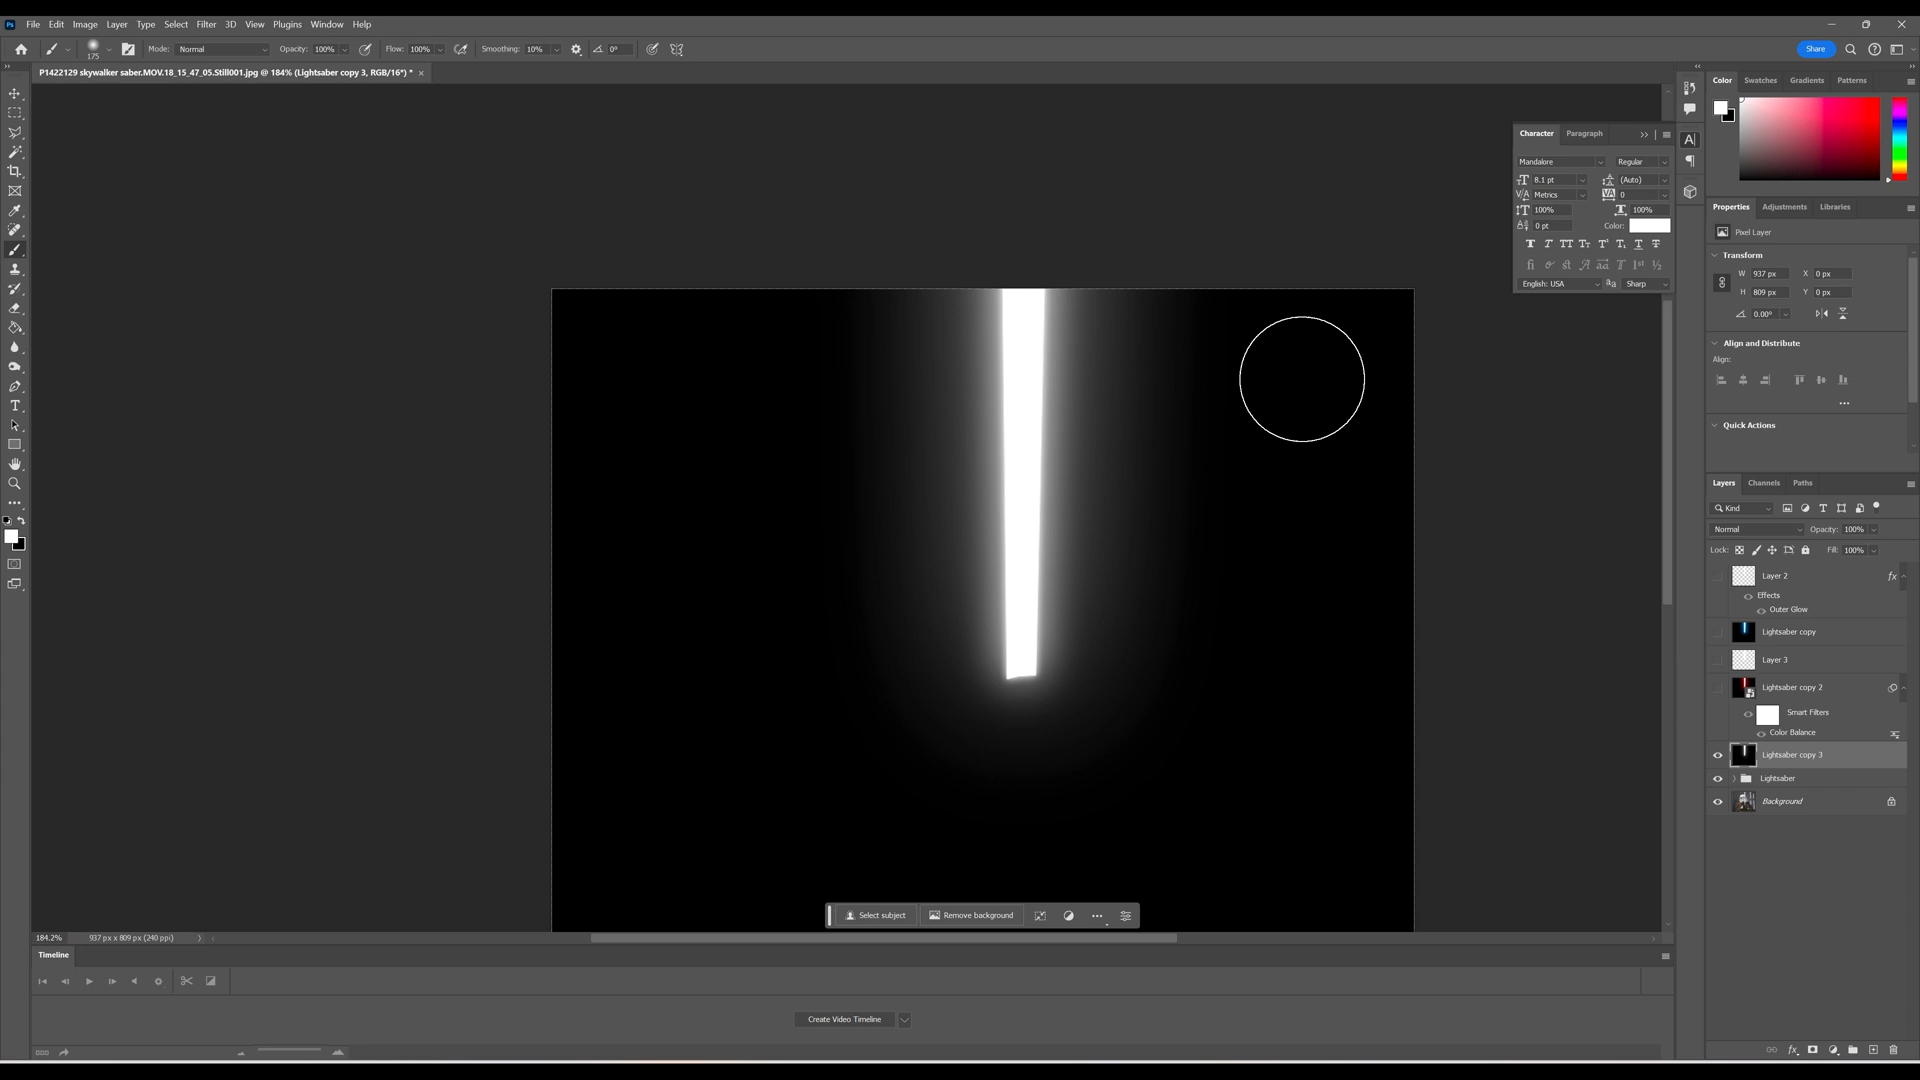 Ps File Edit Image Layer Type Select Filter 3D View Plugins Window Help
175 Mode: Normal Opacity: 100% Flow: 100% Smoothing: 10% 0° Share
P1422129 skywalker saber.MOV.18_15_47_05.Still001.jpg @ 184% (Lightsaber copy 3, RGB/16*) *
Color Swatches Gradients Patterns
Character Paragraph
Mandalore Regular
8.1 pt (Auto)
Metrics 0
100% 100%
0 pt Color:
English: USA Sharp
Properties Adjustments Libraries
Pixel Layer
Transform
W 937 px X 0 px
H 809 px Y 0 px
0.00°
Align and Distribute
Align:
Quick Actions
Layers Channels Paths
Kind
Normal Opacity: 100%
Lock: Fill: 100%
Layer 2 fx
Effects
Outer Glow
Lightsaber copy
Layer 3
Lightsaber copy 2
Smart Filters
Color Balance
Lightsaber copy 3
Lightsaber
Background
Select subject Remove background
184.2% 937 px x 809 px (240 ppi)
Timeline
Create Video Timeline
fx